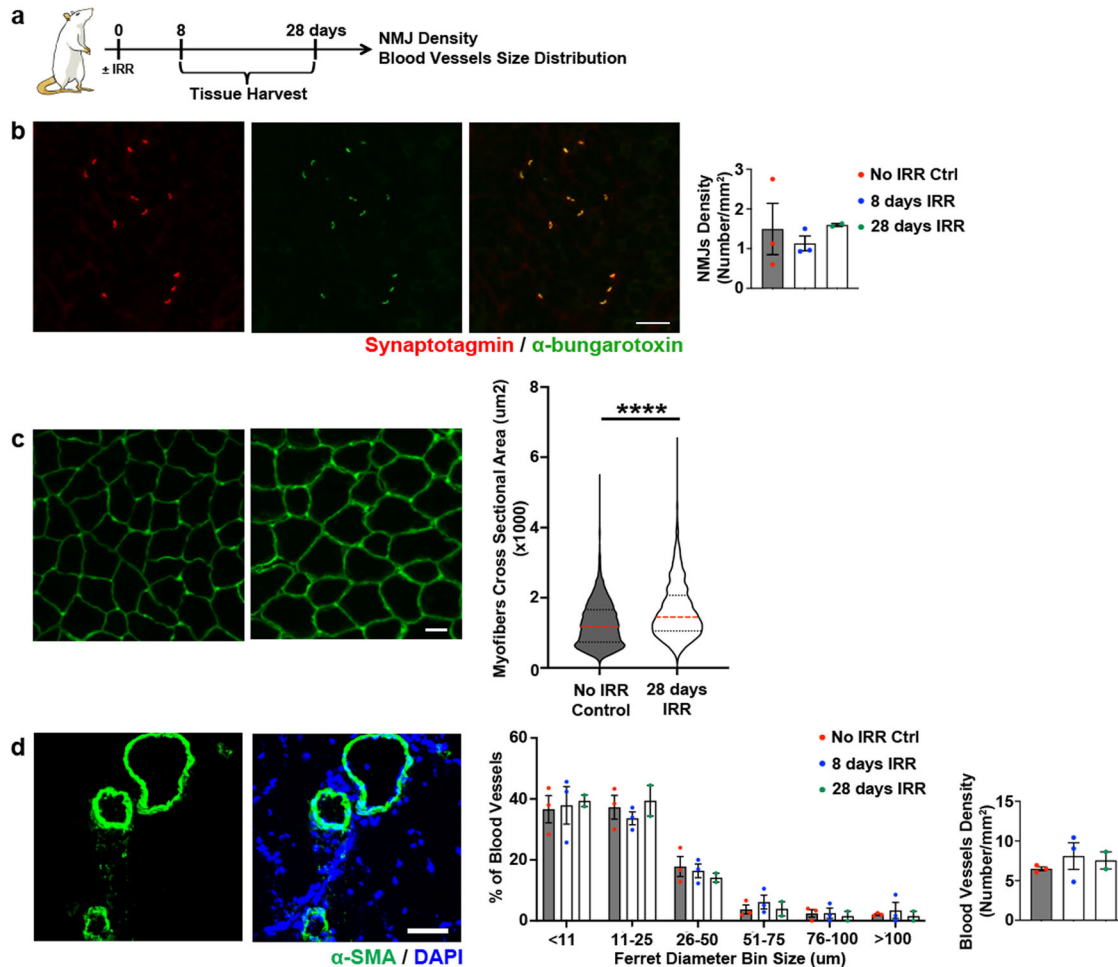 a
0
8
28 days
± IRR
Tissue Harvest
NMJ Density
Blood Vessels Size Distribution
b
Synaptotagmin / α-bungarotoxin
NMJs Density
(Number/mm²)
3
2
1
0
No IRR Ctrl
8 days IRR
28 days IRR
c
Myofibers Cross Sectional Area (um2)
(x1000)
8
6
4
2
0
****
No IRR
Control
28 days
IRR
d
α-SMA / DAPI
% of Blood Vessels
60
40
20
0
<11
11-25
26-50
51-75
76-100
>100
Ferret Diameter Bin Size (um)
No IRR Ctrl
8 days IRR
28 days IRR
Blood Vessels Density
(Number/mm²)
15
10
5
0